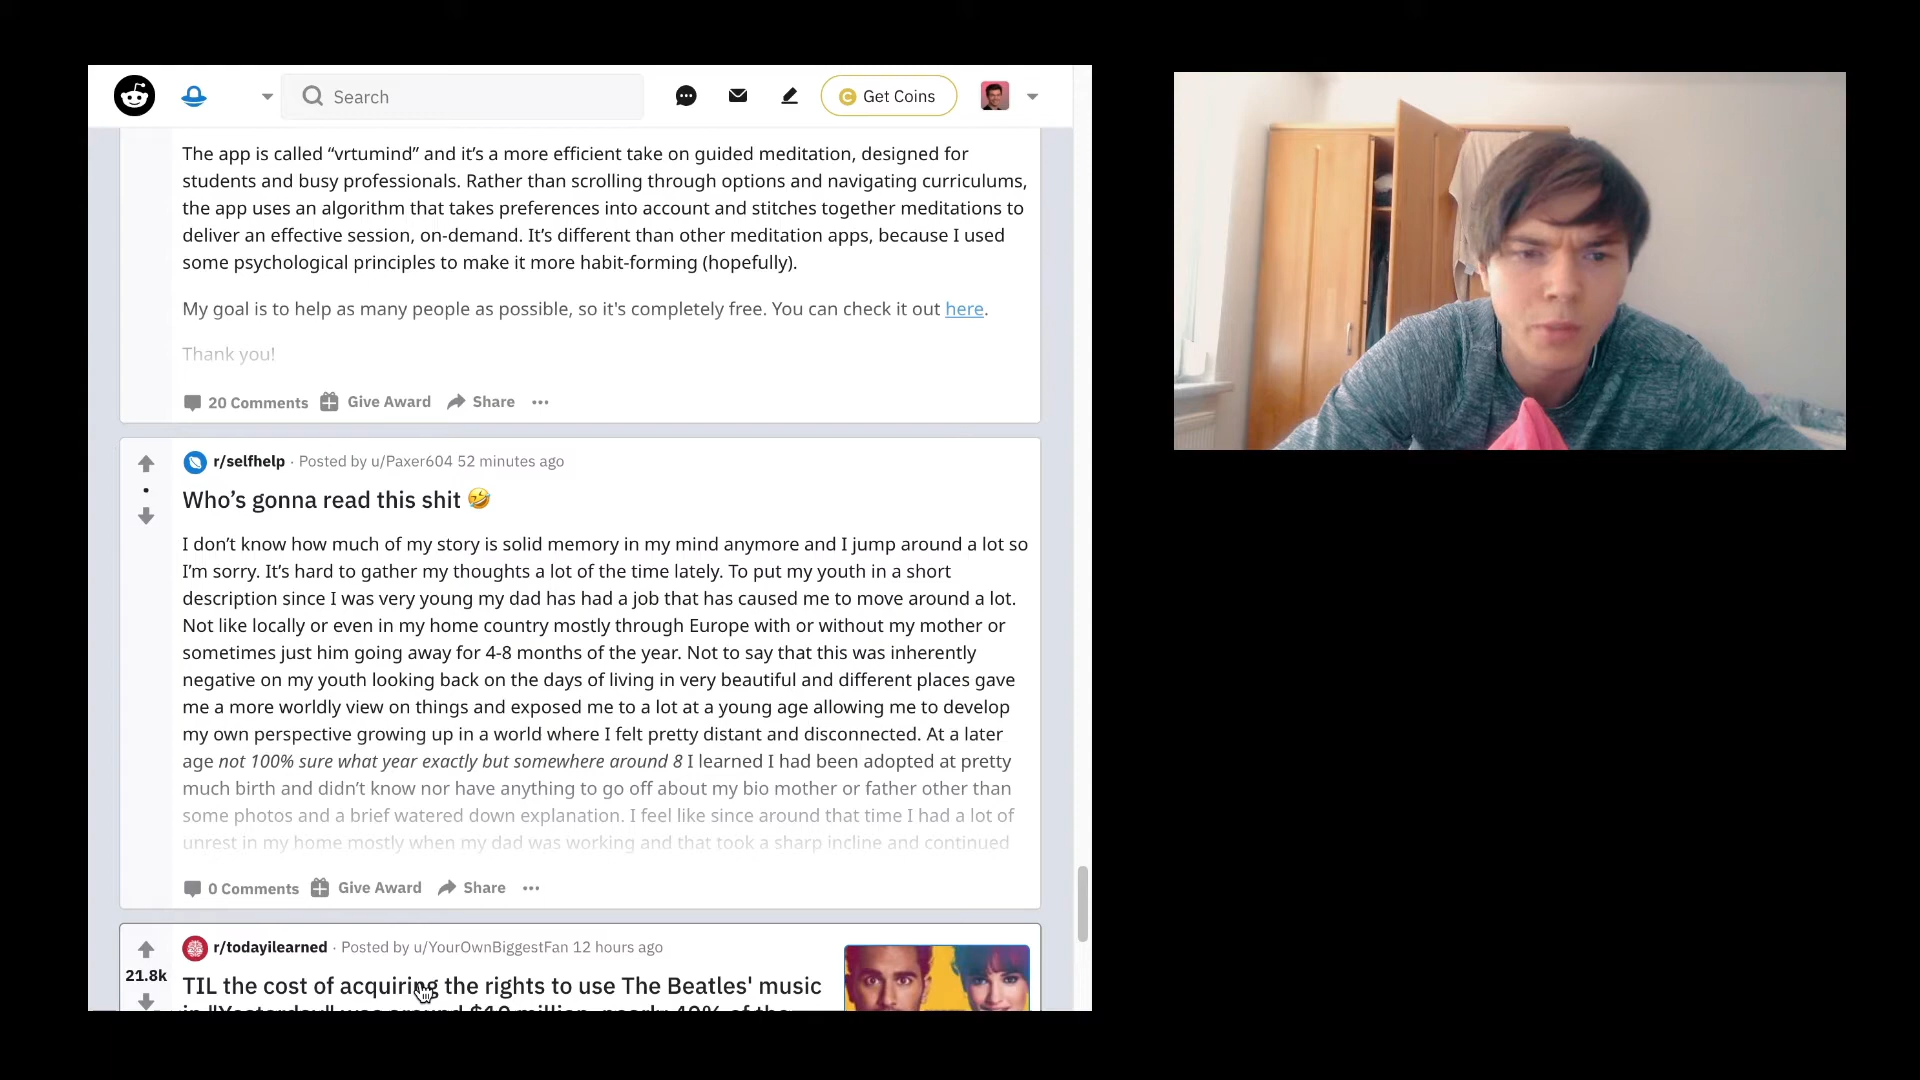 Search
Get Coins
The app is called “vrtumind” and it’s a more efficient take on guided meditation, designed for
students and busy professionals. Rather than scrolling through options and navigating curriculums,
the app uses an algorithm that takes preferences into account and stitches together meditations to
deliver an effective session, on-demand. It’s different than other meditation apps, because I used
some psychological principles to make it more habit-forming (hopefully).
My goal is to help as many people as possible, so it's completely free. You can check it out here.
Thank you!
20 Comments Give Award Share
r/selfhelp · Posted by u/Paxer604 52 minutes ago
Who’s gonna read this shit 🤣
I don’t know how much of my story is solid memory in my mind anymore and I jump around a lot so
I’m sorry. It’s hard to gather my thoughts a lot of the time lately. To put my youth in a short
description since I was very young my dad has had a job that has caused me to move around a lot.
Not like locally or even in my home country mostly through Europe with or without my mother or
sometimes just him going away for 4-8 months of the year. Not to say that this was inherently
negative on my youth looking back on the days of living in very beautiful and different places gave
me a more worldly view on things and exposed me to a lot at a young age allowing me to develop
my own perspective growing up in a world where I felt pretty distant and disconnected. At a later
age not 100% sure what year exactly but somewhere around 8 I learned I had been adopted at pretty
much birth and didn’t know nor have anything to go off about my bio mother or father other than
some photos and a brief watered down explanation. I feel like since around that time I had a lot of
unrest in my home mostly when my dad was working and that took a sharp incline and continued
0 Comments Give Award Share
r/todayilearned · Posted by u/YourOwnBiggestFan 12 hours ago
21.8k
TIL the cost of acquiring the rights to use The Beatles' music
in "Yesterday" was around $10 million, nearly 40% of the